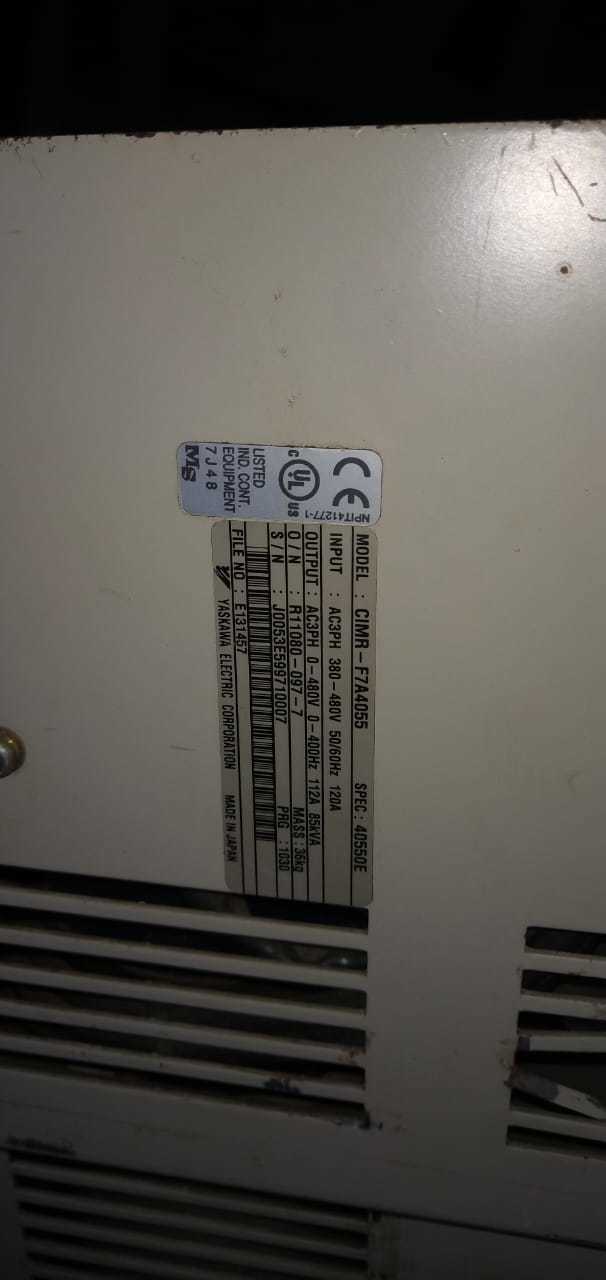 CE
NPIT41277-1
C UL US
LISTED
IND. CONT.
EQUIPMENT
7J48
MS
MODEL : CIMR-F7A4055 SPEC : 40550E
INPUT : AC3PH 380-480V 50/60Hz 120A
OUTPUT : AC3PH 0-480V 0-400Hz 112A 85kVA
O/N : R11080-097-7 MASS : 36kg
S/N : J0053E599710007 PRG : 1030
FILE NO : E131457
YASKAWA ELECTRIC CORPORATION MADE IN JAPAN